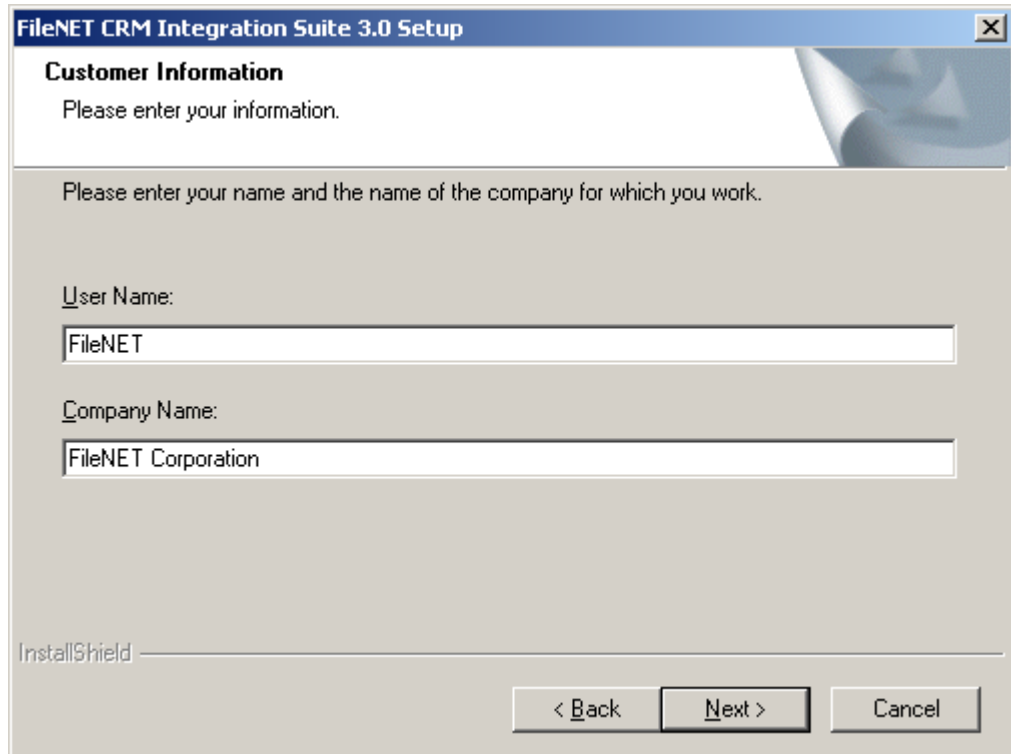 FileNET CRM Integration Suite 3.0 Setup
Customer Information
Please enter your information.
Please enter your name and the name of the company for which you work.
User Name:
FileNET
Company Name:
FileNET Corporation
InstallShield
< Back Next > Cancel